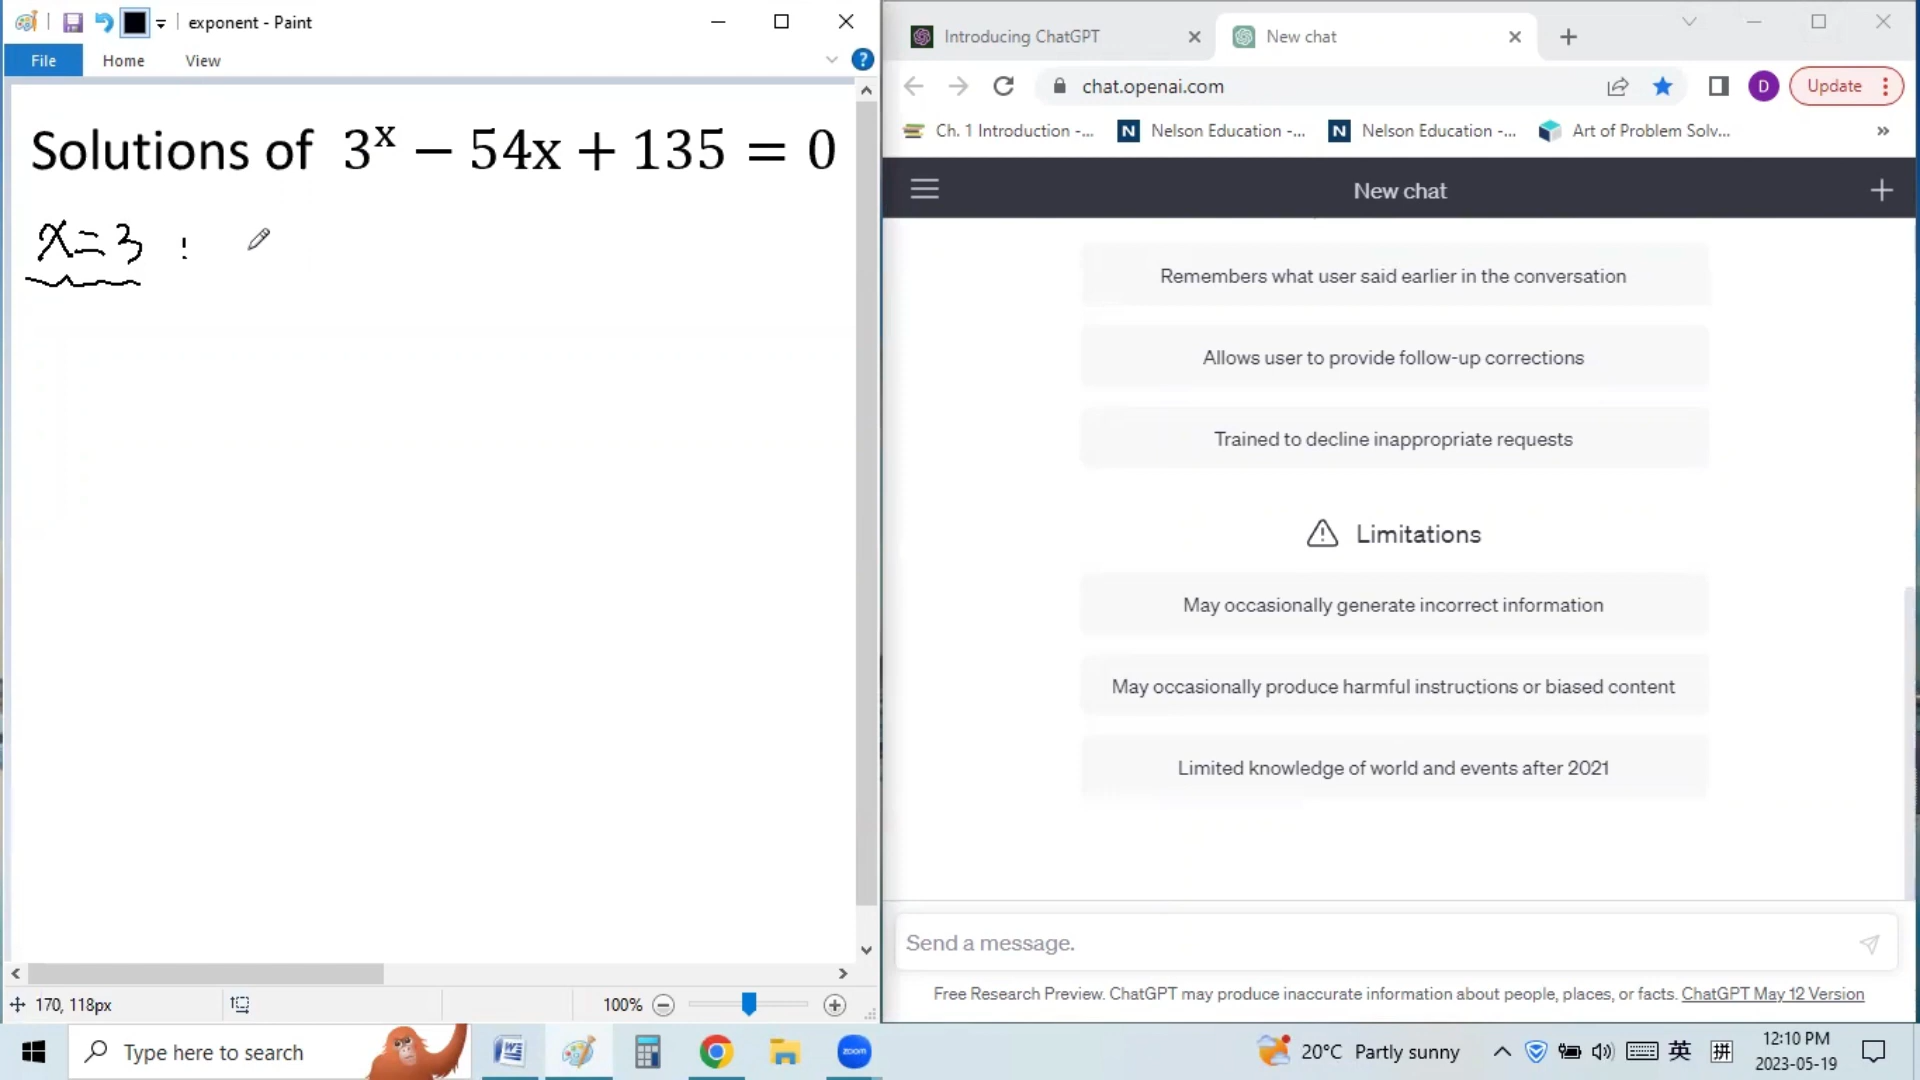 exponent - Paint
File
Home
View
?
Solutions of 3ˣ − 54x + 135 = 0
x=3 :
170, 118px
100%
Introducing ChatGPT
New chat
chat.openai.com
D
Update
Ch. 1 Introduction -...
N
Nelson Education -...
N
Nelson Education -...
Art of Problem Solv...
»
New chat
Remembers what user said earlier in the conversation
Allows user to provide follow-up corrections
Trained to decline inappropriate requests
Limitations
May occasionally generate incorrect information
May occasionally produce harmful instructions or biased content
Limited knowledge of world and events after 2021
Send a message.
Free Research Preview. ChatGPT may produce inaccurate information about people, places, or facts. ChatGPT May 12 Version
Type here to search
zoom
20°C Partly sunny
英
拼
12:10 PM
2023-05-19